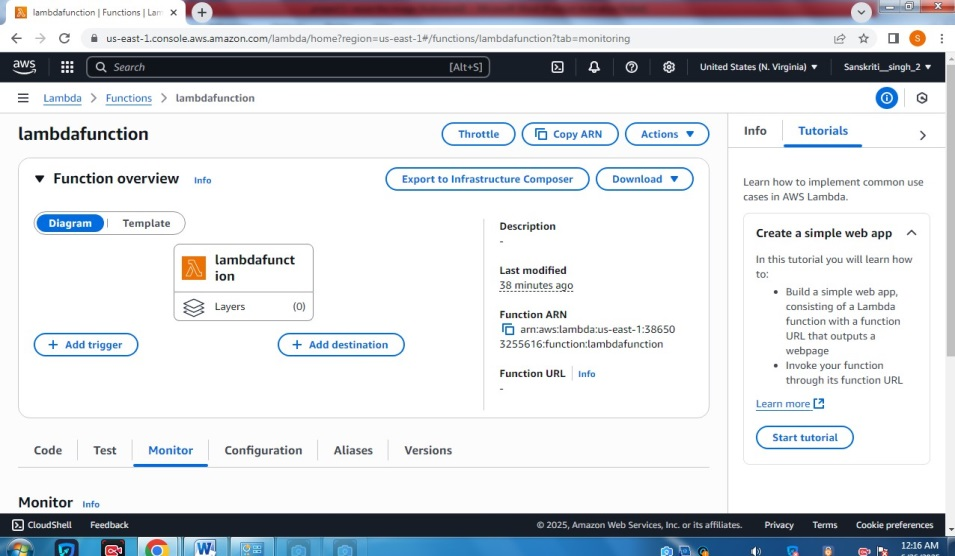 lambdafunction | Functions | Lam
us-east-1.console.aws.amazon.com/lambda/home?region=us-east-1#/functions/lambdafunction?tab=monitoring
S
aws
Search
[Alt+S]
United States (N. Virginia)
Sanskriti__singh_2
Lambda > Functions > lambdafunction
lambdafunction
Throttle
Copy ARN
Actions
Function overview Info
Export to Infrastructure Composer
Download
Diagram
Template
lambdafunct
ion
Layers (0)
+ Add trigger
+ Add destination
Description
-
Last modified
38 minutes ago
Function ARN
arn:aws:lambda:us-east-1:38650
3255616:function:lambdafunction
Function URL Info
-
Code Test Monitor Configuration Aliases Versions
Monitor Info
Info Tutorials
Learn how to implement common use
cases in AWS Lambda.
Create a simple web app
In this tutorial you will learn how
to:
• Build a simple web app,
consisting of a Lambda
function with a function
URL that outputs a
webpage
• Invoke your function
through its function URL
Learn more
Start tutorial
CloudShell Feedback © 2025, Amazon Web Services, Inc. or its affiliates. Privacy Terms Cookie preferences
12:16 AM